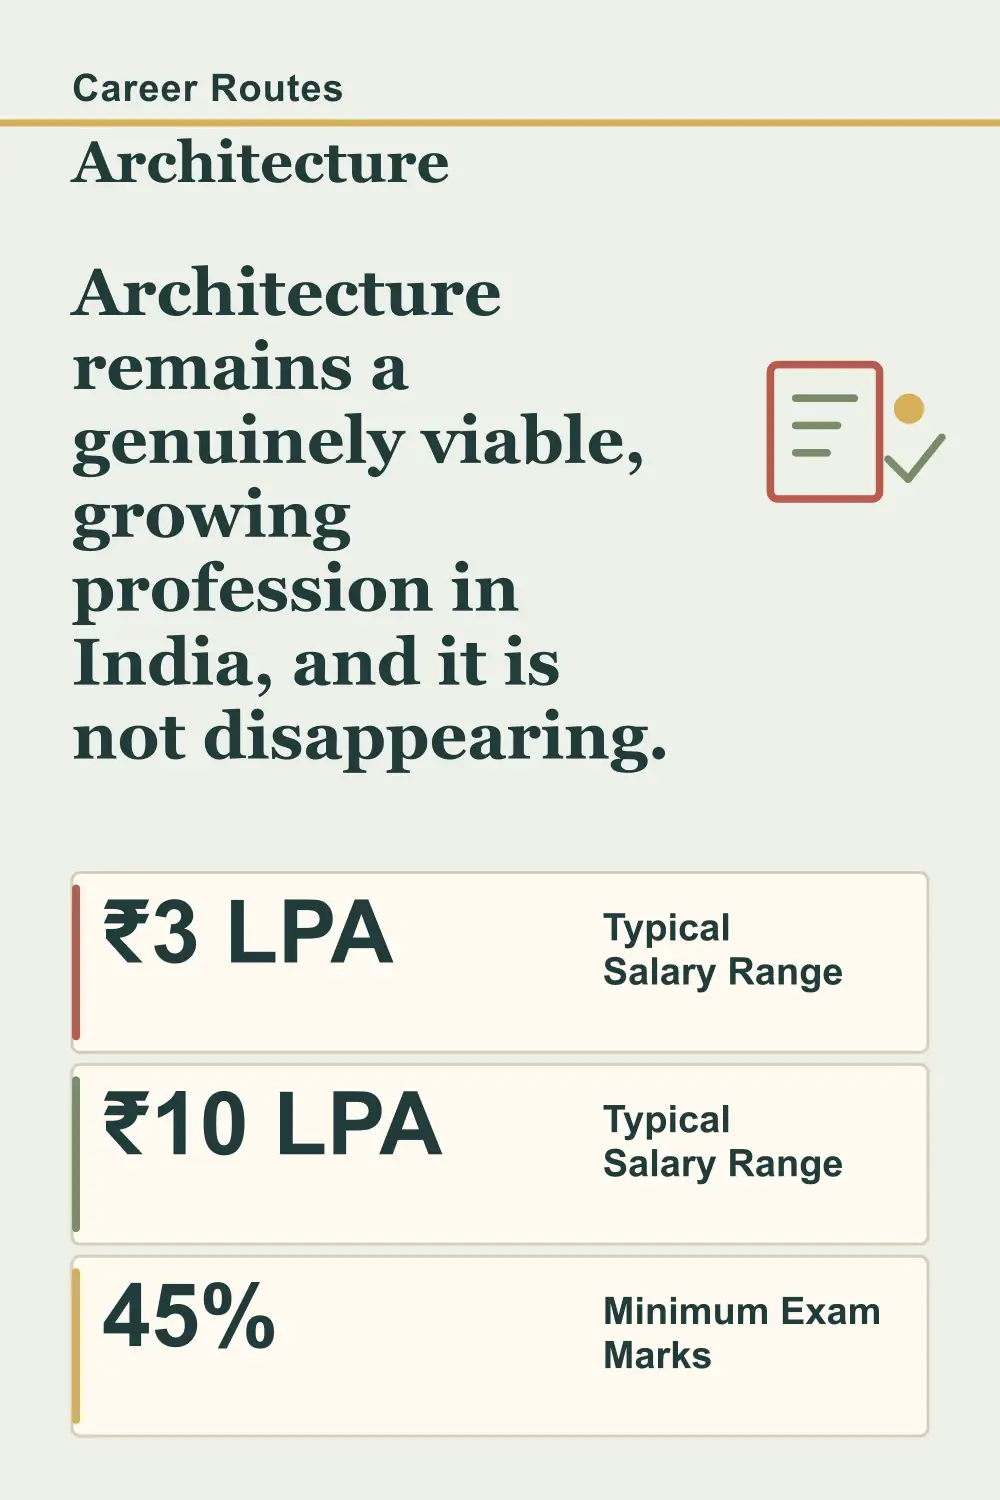 Career Routes
Architecture
Architecture
remains a
genuinely viable,
growing
profession in
India, and it is
not disappearing.
₹3 LPA
Typical
Salary Range
₹10 LPA
Typical
Salary Range
45%
Minimum Exam
Marks